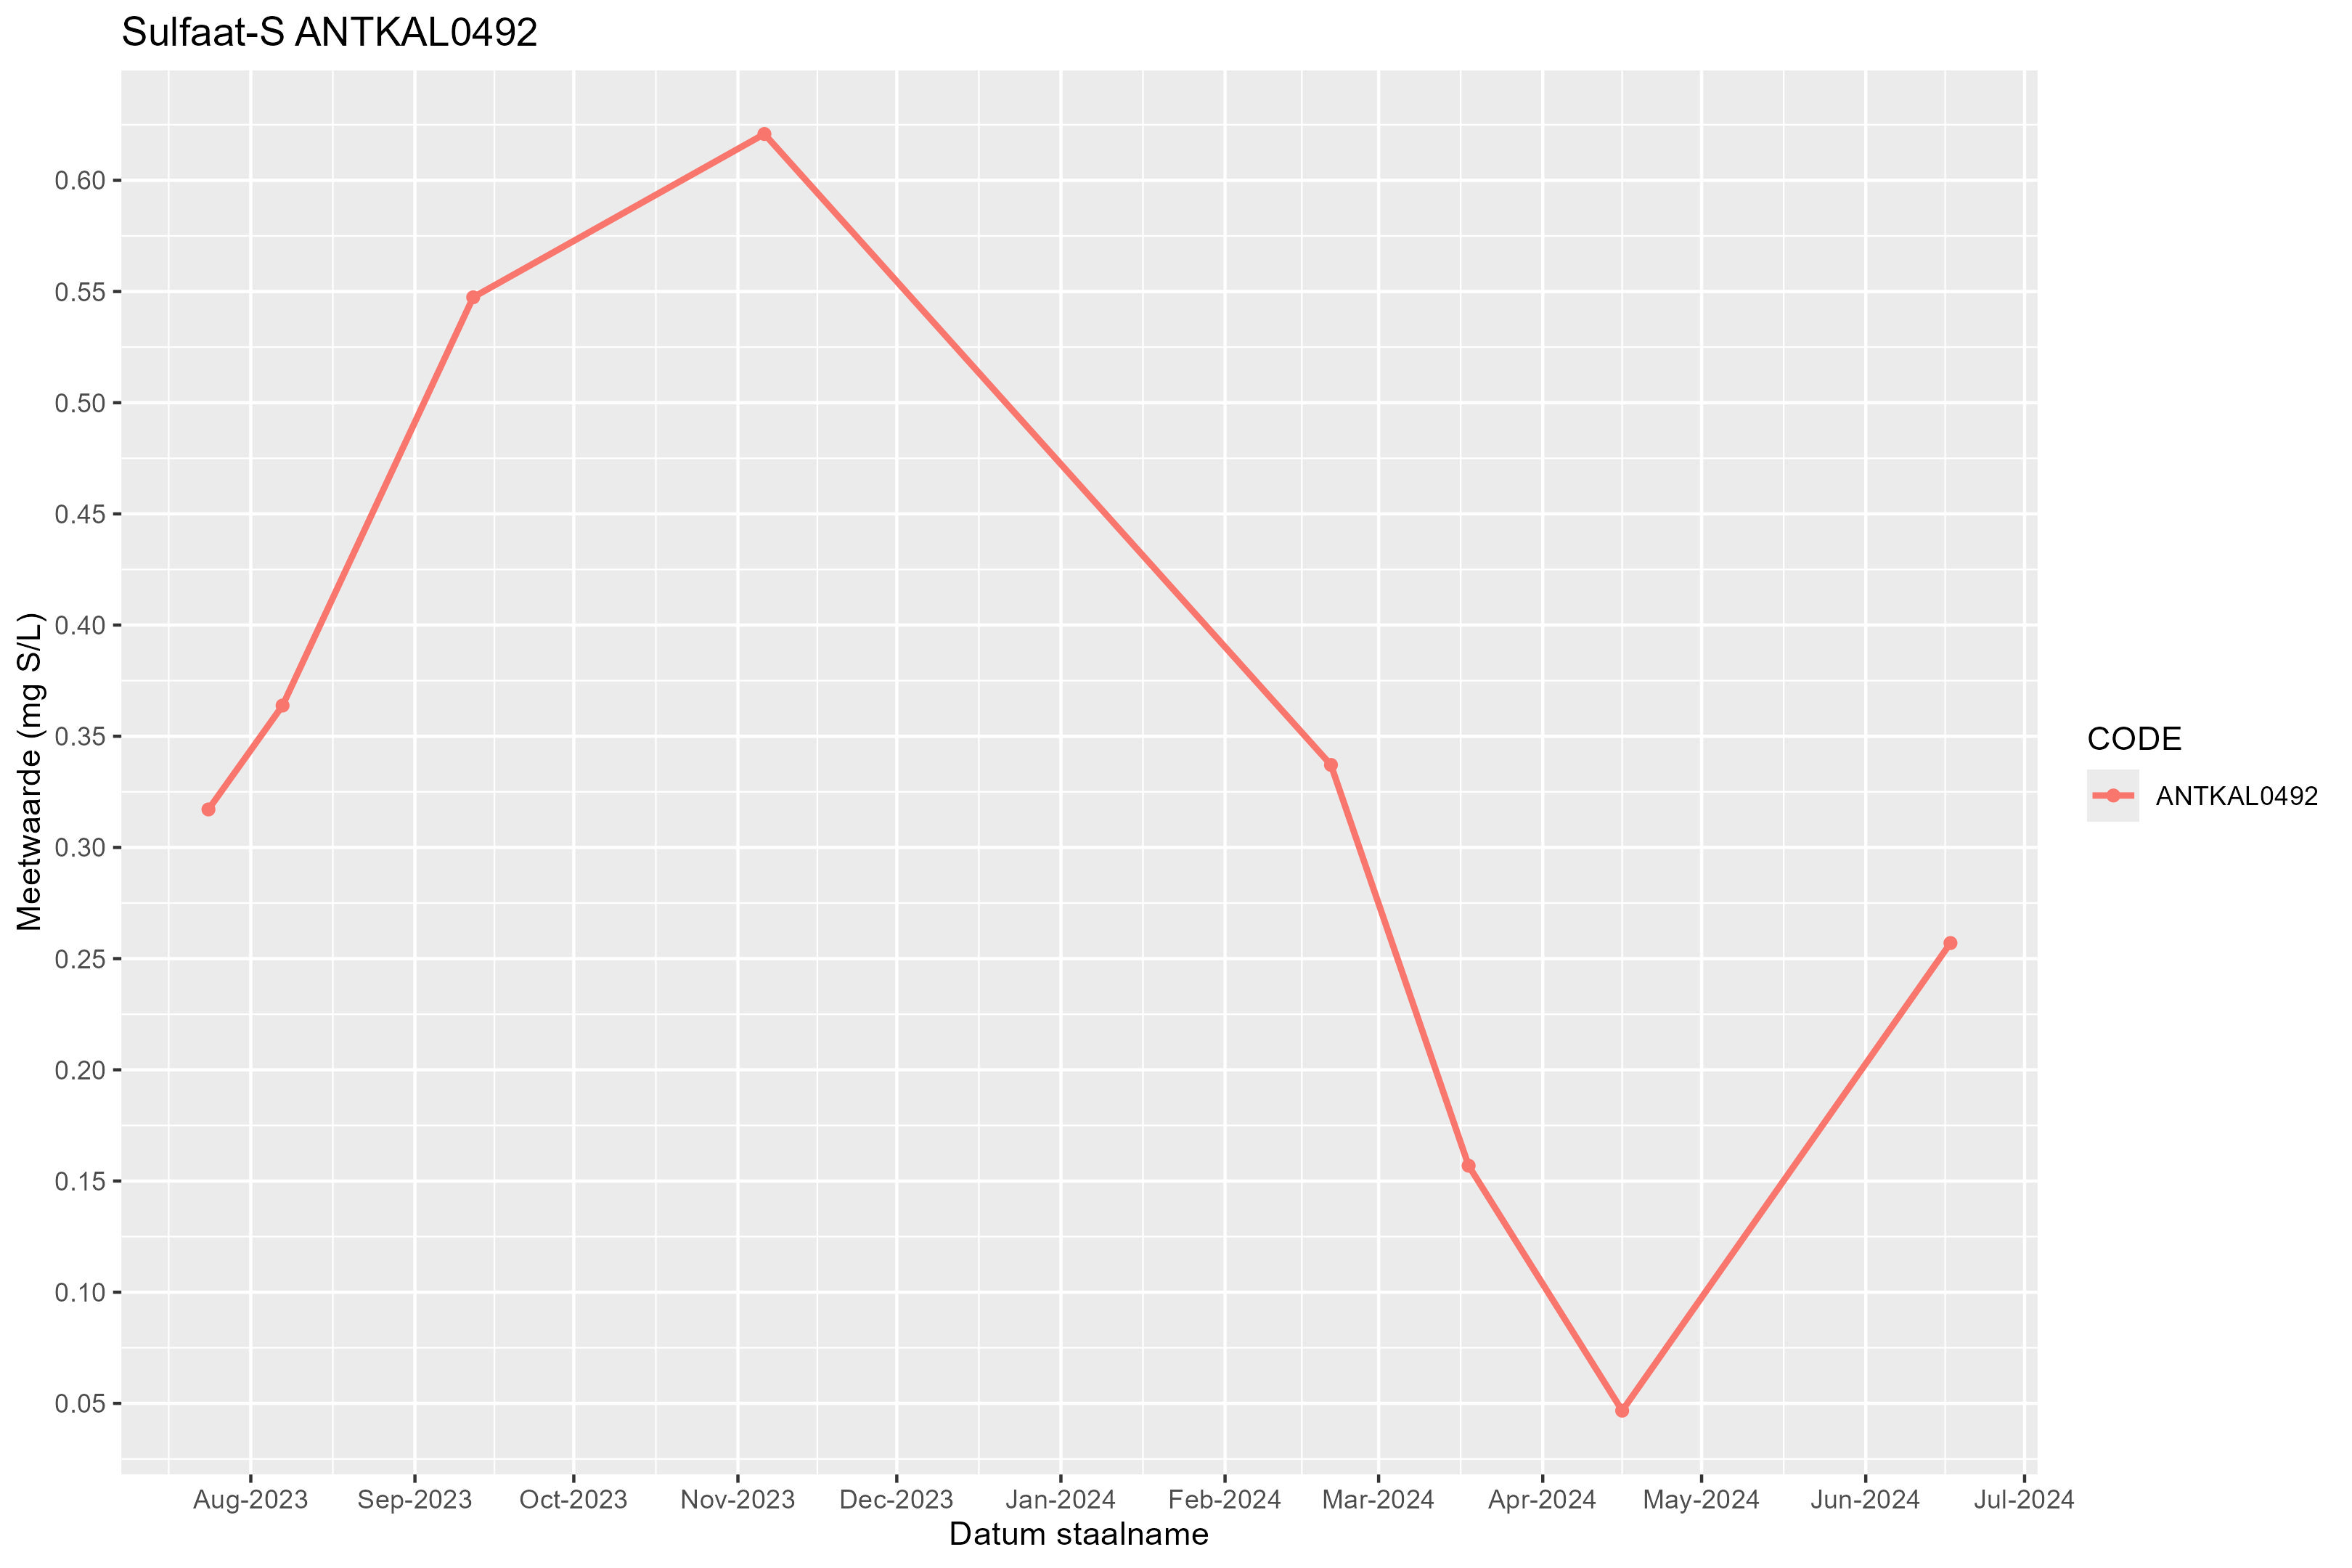 Sulfaat-S ANTKAL0492
Meetwaarde (mg S/L)
0.60
0.55
0.50
0.45
0.40
0.35
0.30
0.25
0.20
0.15
0.10
0.05
Aug-2023 Sep-2023 Oct-2023 Nov-2023 Dec-2023 Jan-2024 Feb-2024 Mar-2024 Apr-2024 May-2024 Jun-2024 Jul-2024
Datum staalname
CODE
ANTKAL0492